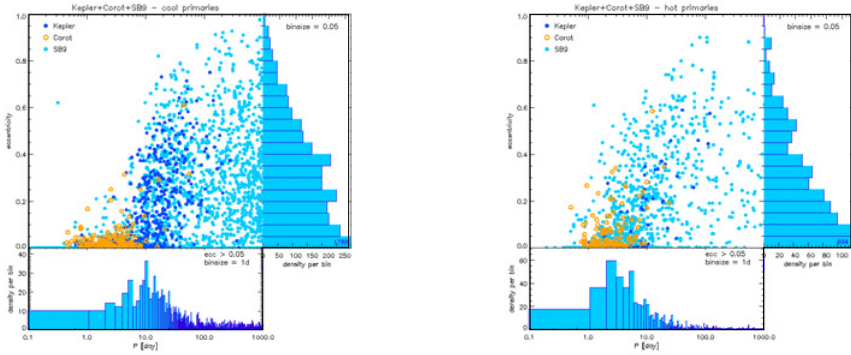 Kepler+Corot+SB9 – cool primaries
1.0
Kepler
Corot
SB9
binsize = 0.05
0.8
0.6
eccentricity
0.4
0.2
0.0
0 50 100 150 200 250
density per bin
40
30
20
10
0
density per bin
ecc > 0.05
binsize = 1d
0.1 1.0 10.0 100.0 1000.0
P [day]
Kepler+Corot+SB9 – hot primaries
1.0
Kepler
Corot
SB9
binsize = 0.05
0.8
0.6
eccentricity
0.4
0.2
0.0
0 20 40 60 80 100
density per bin
60
40
20
0
density per bin
ecc > 0.05
binsize = 1d
0.1 1.0 10.0 100.0 1000.0
P [day]